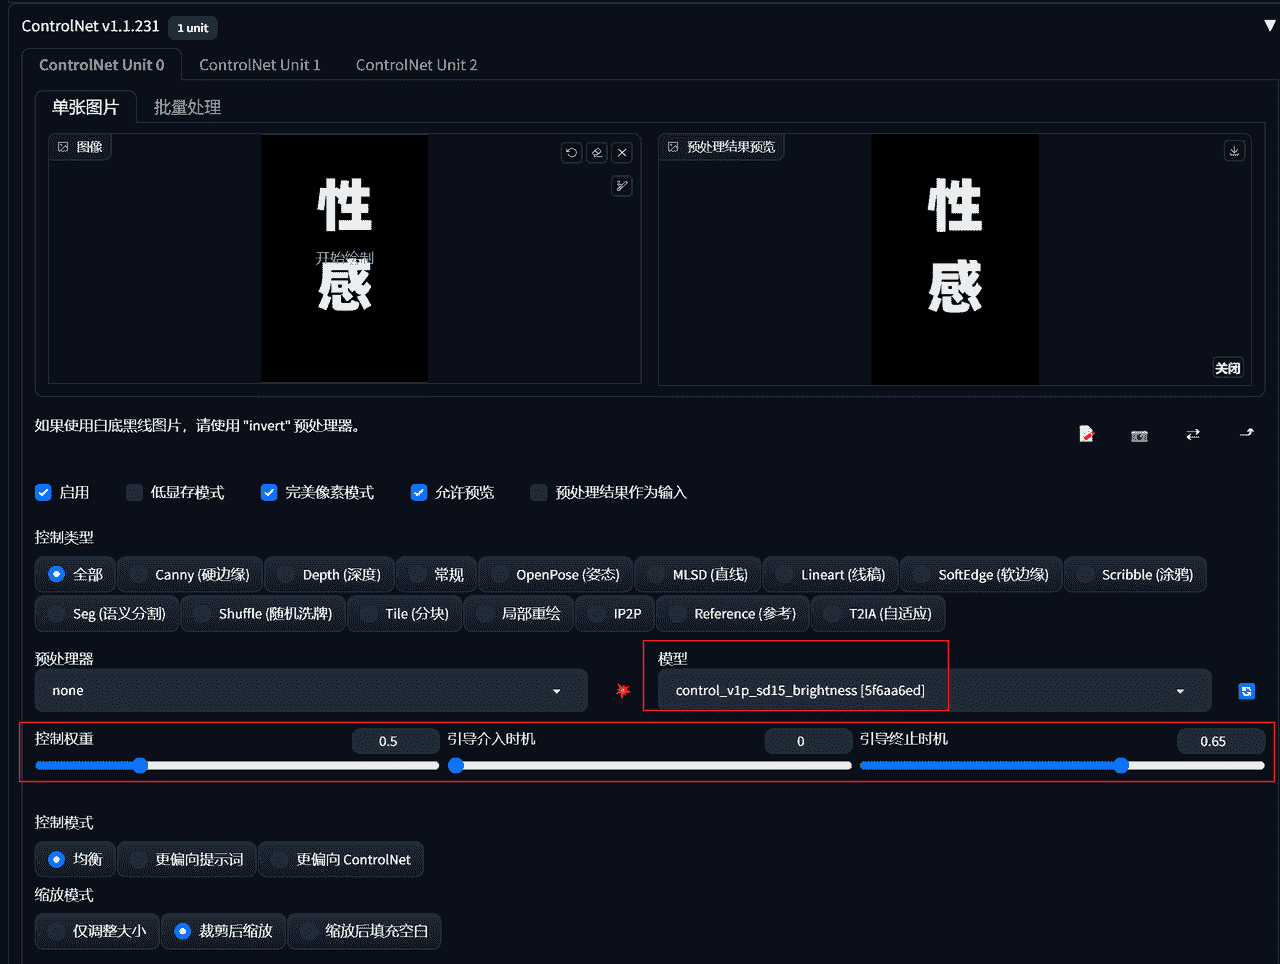 ControlNet v1.1.231 1 unit
ControlNet Unit 0 ControlNet Unit 1 ControlNet Unit 2
单张图片 批量处理
图像
性
开始绘制
感
预处理结果预览
性
感
关闭
如果使用白底黑线图片，请使用 "invert" 预处理器。
启用 低显存模式 完美像素模式 允许预览 预处理结果作为输入
控制类型
全部 Canny (硬边缘) Depth (深度) 常规 OpenPose (姿态) MLSD (直线) Lineart (线稿) SoftEdge (软边缘) Scribble (涂鸦)
Seg (语义分割) Shuffle (随机洗牌) Tile (分块) 局部重绘 IP2P Reference (参考) T2IA (自适应)
预处理器 模型
none control_v1p_sd15_brightness [5f6aa6ed]
控制权重 0.5 引导介入时机 0 引导终止时机 0.65
控制模式
均衡 更偏向提示词 更偏向 ControlNet
缩放模式
仅调整大小 裁剪后缩放 缩放后填充空白